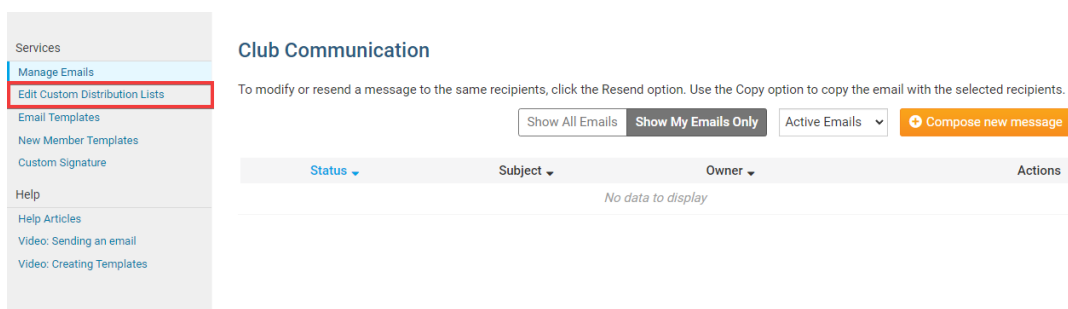 Services
Manage Emails
Edit Custom Distribution Lists
Email Templates
New Member Templates
Custom Signature
Help
Help Articles
Video: Sending an email
Video: Creating Templates
Club Communication
To modify or resend a message to the same recipients, click the Resend option. Use the Copy option to copy the email with the selected recipients.
Show All Emails Show My Emails Only Active Emails Compose new message
Status Subject Owner Actions
No data to display